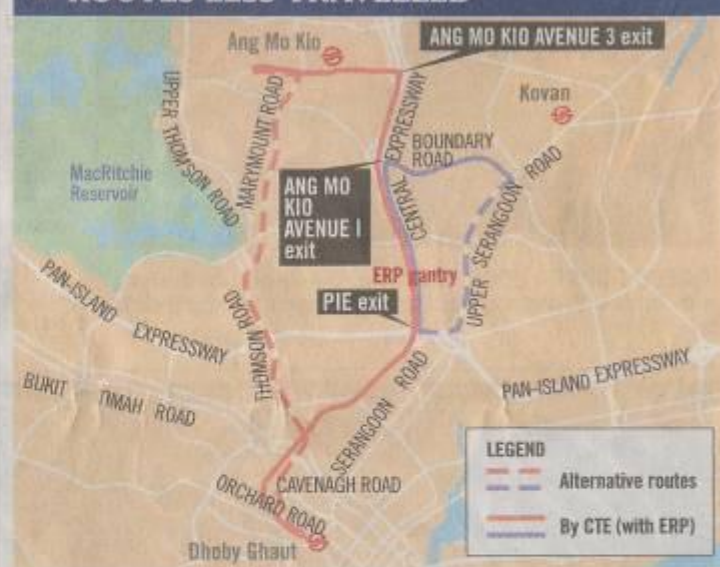 Ang Mo Kio
ANG MO KIO AVENUE 3 exit
Kovan
UPPER THOMSON ROAD
MARYMOUNT ROAD
CENTRAL EXPRESSWAY
BOUNDARY
ROAD
MacRitchie
Reservoir
ANG MO
KIO
AVENUE I
exit
UPPER SERANGOON ROAD
ERP gantry
PIE exit
PAN-ISLAND EXPRESSWAY
THOMSON ROAD
BUKIT TIMAH ROAD
SERANGOON ROAD
PAN-ISLAND EXPRESSWAY
CAVENAGH ROAD
ORCHARD ROAD
Dhoby Ghaut
LEGEND
Alternative routes
By CTE (with ERP)